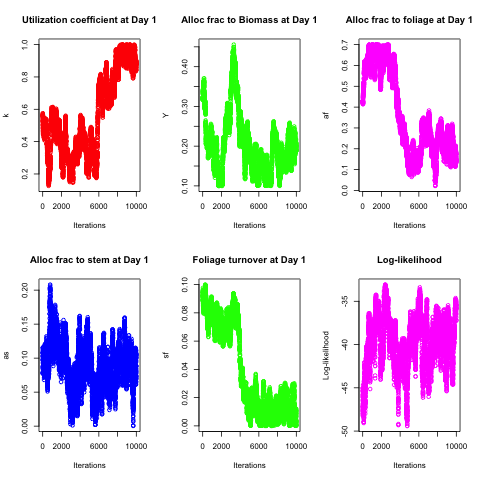 Utilization coefficient at Day 1
k
0.2 0.4 0.6 0.8 1.0
0 2000 6000 10000
Iterations
Alloc frac to Biomass at Day 1
Y
0.10 0.20 0.30 0.40
0 2000 6000 10000
Iterations
Alloc frac to foliage at Day 1
af
0.0 0.1 0.2 0.3 0.4 0.5 0.6 0.7
0 2000 6000 10000
Iterations
Alloc frac to stem at Day 1
as
0.00 0.05 0.10 0.15 0.20
0 2000 6000 10000
Iterations
Foliage turnover at Day 1
sf
0.00 0.02 0.04 0.06 0.08 0.10
0 2000 6000 10000
Iterations
Log-likelihood
Log-likelihood
-50 -45 -40 -35
0 2000 6000 10000
Iterations